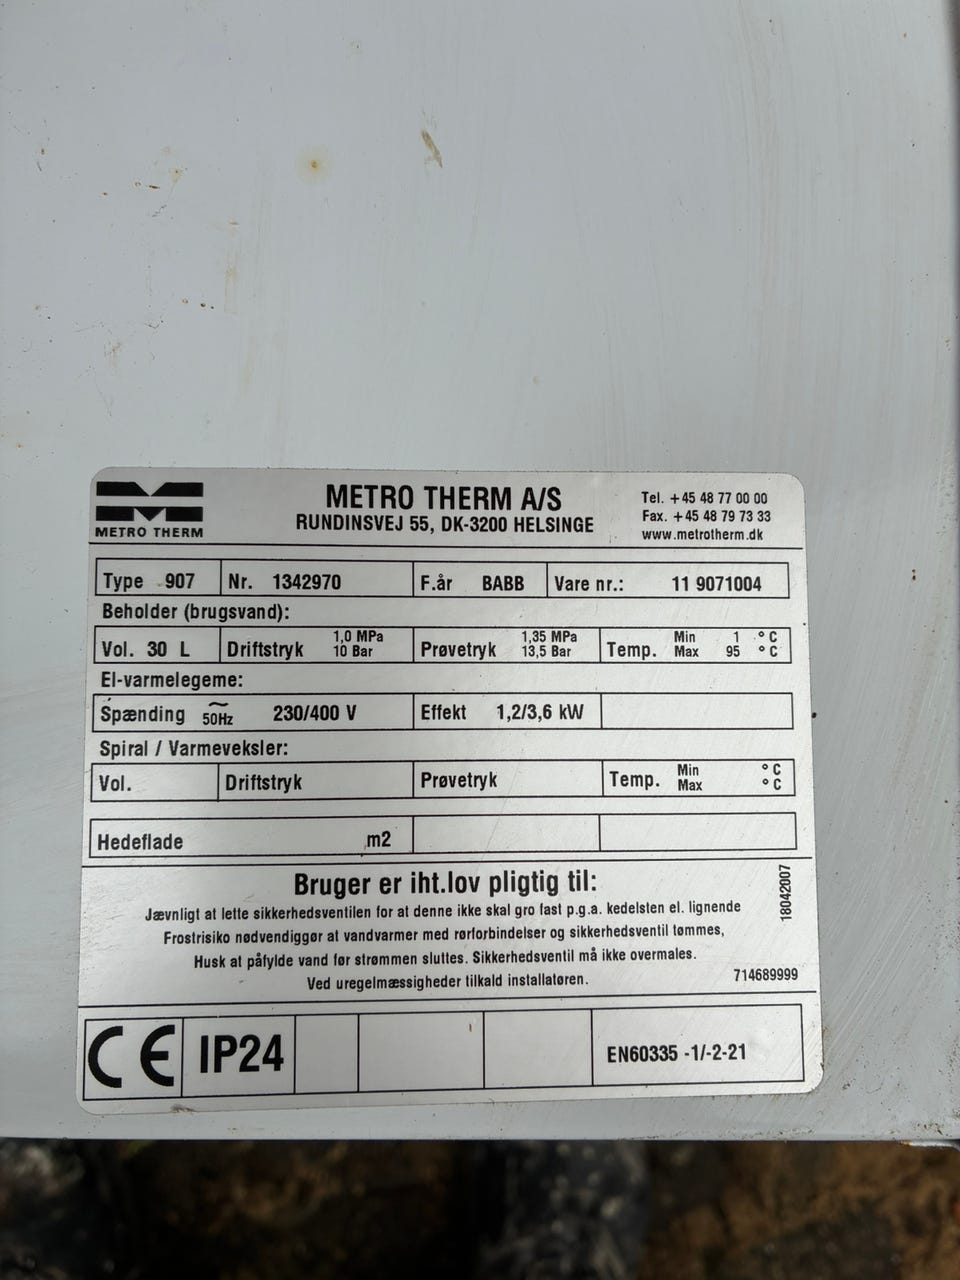 METRO THERM
METRO THERM A/S
RUNDINSVEJ 55, DK-3200 HELSINGE
Tel. +45 48 77 00 00
Fax. +45 48 79 73 33
www.metrotherm.dk
Type 907 Nr. 1342970 F.år BABB Vare nr.: 11 9071004
Beholder (brugsvand):
Vol. 30 L Driftstryk 1,0 MPa 10 Bar Prøvetryk 1,35 MPa 13,5 Bar Temp. Min 1 °C Max 95 °C
El-varmelegeme:
Spænding 50Hz 230/400 V Effekt 1,2/3,6 kW
Spiral / Varmeveksler:
Vol. Driftstryk Prøvetryk Temp. Min °C Max °C
Hedeflade m2
Bruger er iht.lov pligtig til:
Jævnligt at lette sikkerhedsventilen for at denne ikke skal gro fast p.g.a. kedelsten el. lignende
Frostrisiko nødvendiggør at vandvarmer med rørforbindelser og sikkerhedsventil tømmes,
Husk at påfylde vand før strømmen sluttes. Sikkerhedsventil må ikke overmales.
Ved uregelmæssigheder tilkald installatøren.
18042007
714689999
CE IP24 EN60335 -1/-2-21